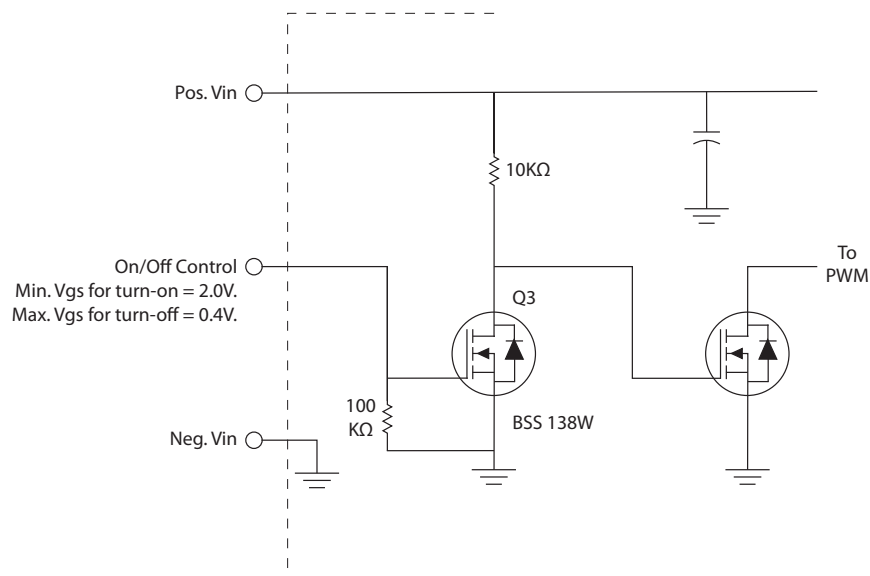 Pos. Vin
10KΩ
On/Off Control
Min. Vgs for turn-on = 2.0V.
Max. Vgs for turn-off = 0.4V.
Q3
To
PWM
100
KΩ
BSS 138W
Neg. Vin